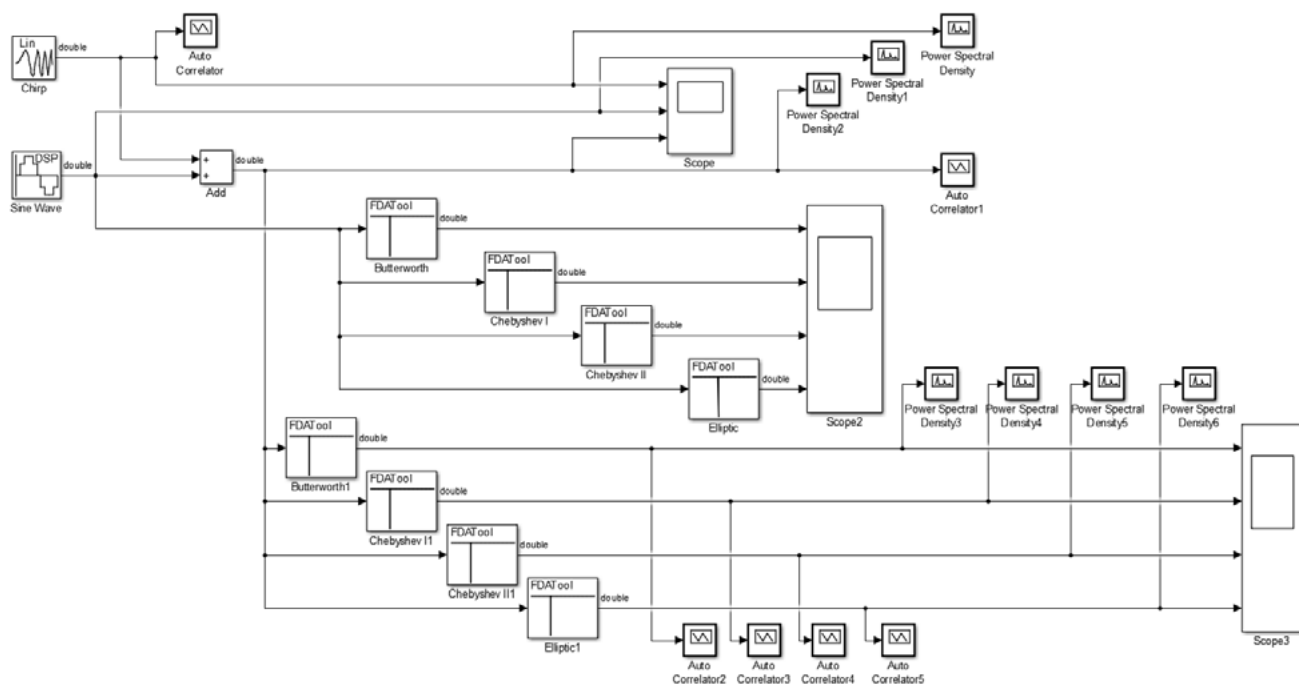 Lin
double
Chirp
Auto
Correlator
Power Spectral
Density
Power Spectral
Density1
Power Spectral
Density2
Scope
DSP
double
Sine Wave
+
+
double
Add
Auto
Correlator1
FDATool
double
Butterworth
FDATool
double
Chebyshev I
FDATool
double
Chebyshev II
FDATool
double
Elliptic
Scope2
Power Spectral
Density3
Power Spectral
Density4
Power Spectral
Density5
Power Spectral
Density6
FDATool
double
Butterworth1
FDATool
double
Chebyshev I1
FDATool
double
Chebyshev II1
FDATool
double
Elliptic1
Scope3
Auto
Correlator2
Auto
Correlator3
Auto
Correlator4
Auto
Correlator5